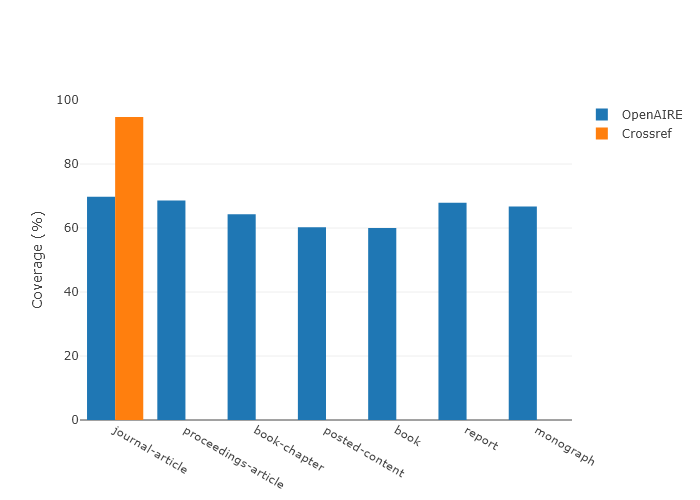 100
80
60
40
20
0
Coverage (%)
journal-article
proceedings-article
book-chapter
posted-content
book
report
monograph
OpenAIRE
Crossref